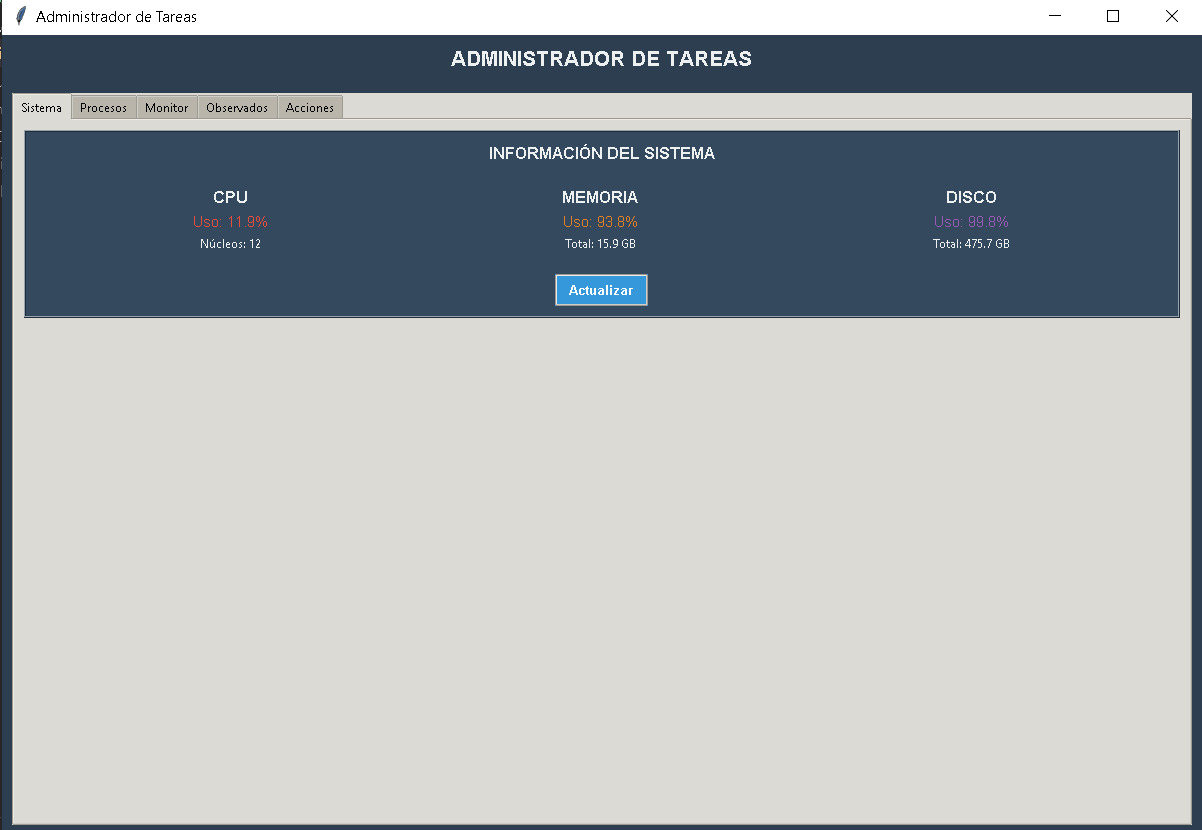 Administrador de Tareas
ADMINISTRADOR DE TAREAS
Sistema Procesos Monitor Observados Acciones
INFORMACIÓN DEL SISTEMA
CPU MEMORIA DISCO
Uso: 11.9% Uso: 93.8% Uso: 99.8%
Núcleos: 12 Total: 15.9 GB Total: 475.7 GB
Actualizar